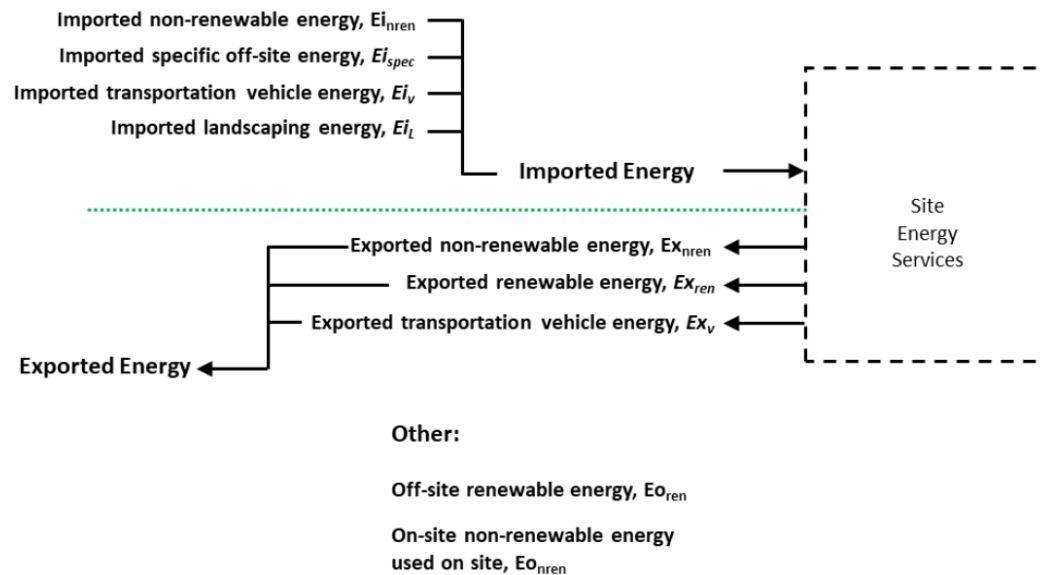 Imported non-renewable energy, Ei_nren
Imported specific off-site energy, Ei_spec
Imported transportation vehicle energy, Ei_v
Imported landscaping energy, Ei_L
Imported Energy
Site
Energy
Services
Exported non-renewable energy, Ex_nren
Exported renewable energy, Ex_ren
Exported transportation vehicle energy, Ex_v
Exported Energy
Other:
Off-site renewable energy, Eo_ren
On-site non-renewable energy
used on site, Eo_nren